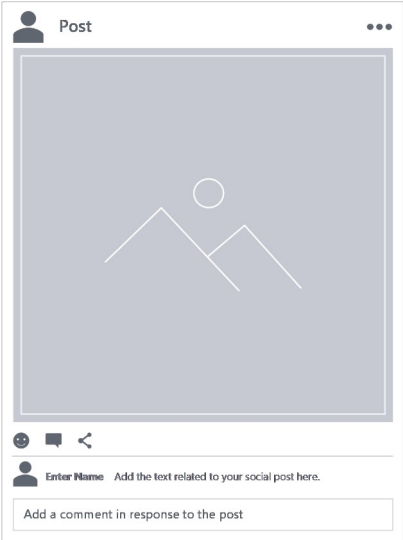 Post
Enter Name Add the text related to your social post here.
Add a comment in response to the post